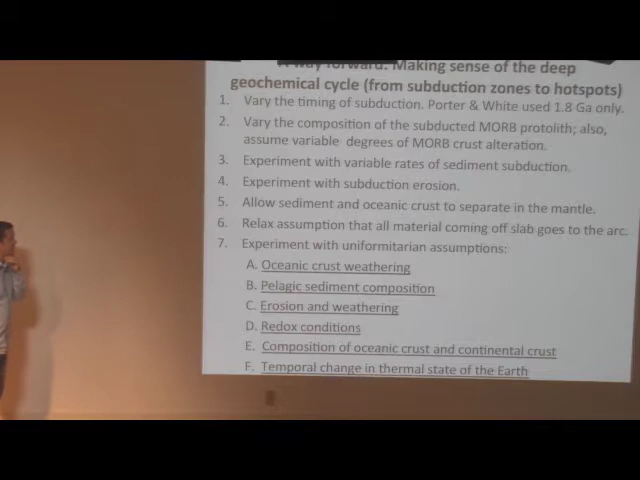 A way forward: Making sense of the deep
geochemical cycle (from subduction zones to hotspots)
1. Vary the timing of subduction. Porter & White used 1.8 Ga only.
2. Vary the composition of the subducted MORB protolith; also,
assume variable degrees of MORB crust alteration.
3. Experiment with variable rates of sediment subduction.
4. Experiment with subduction erosion.
5. Allow sediment and oceanic crust to separate in the mantle.
6. Relax assumption that all material coming off slab goes to the arc.
7. Experiment with uniformitarian assumptions:
A. Oceanic crust weathering
B. Pelagic sediment composition
C. Erosion and weathering
D. Redox conditions
E. Composition of oceanic crust and continental crust
F. Temporal change in thermal state of the Earth